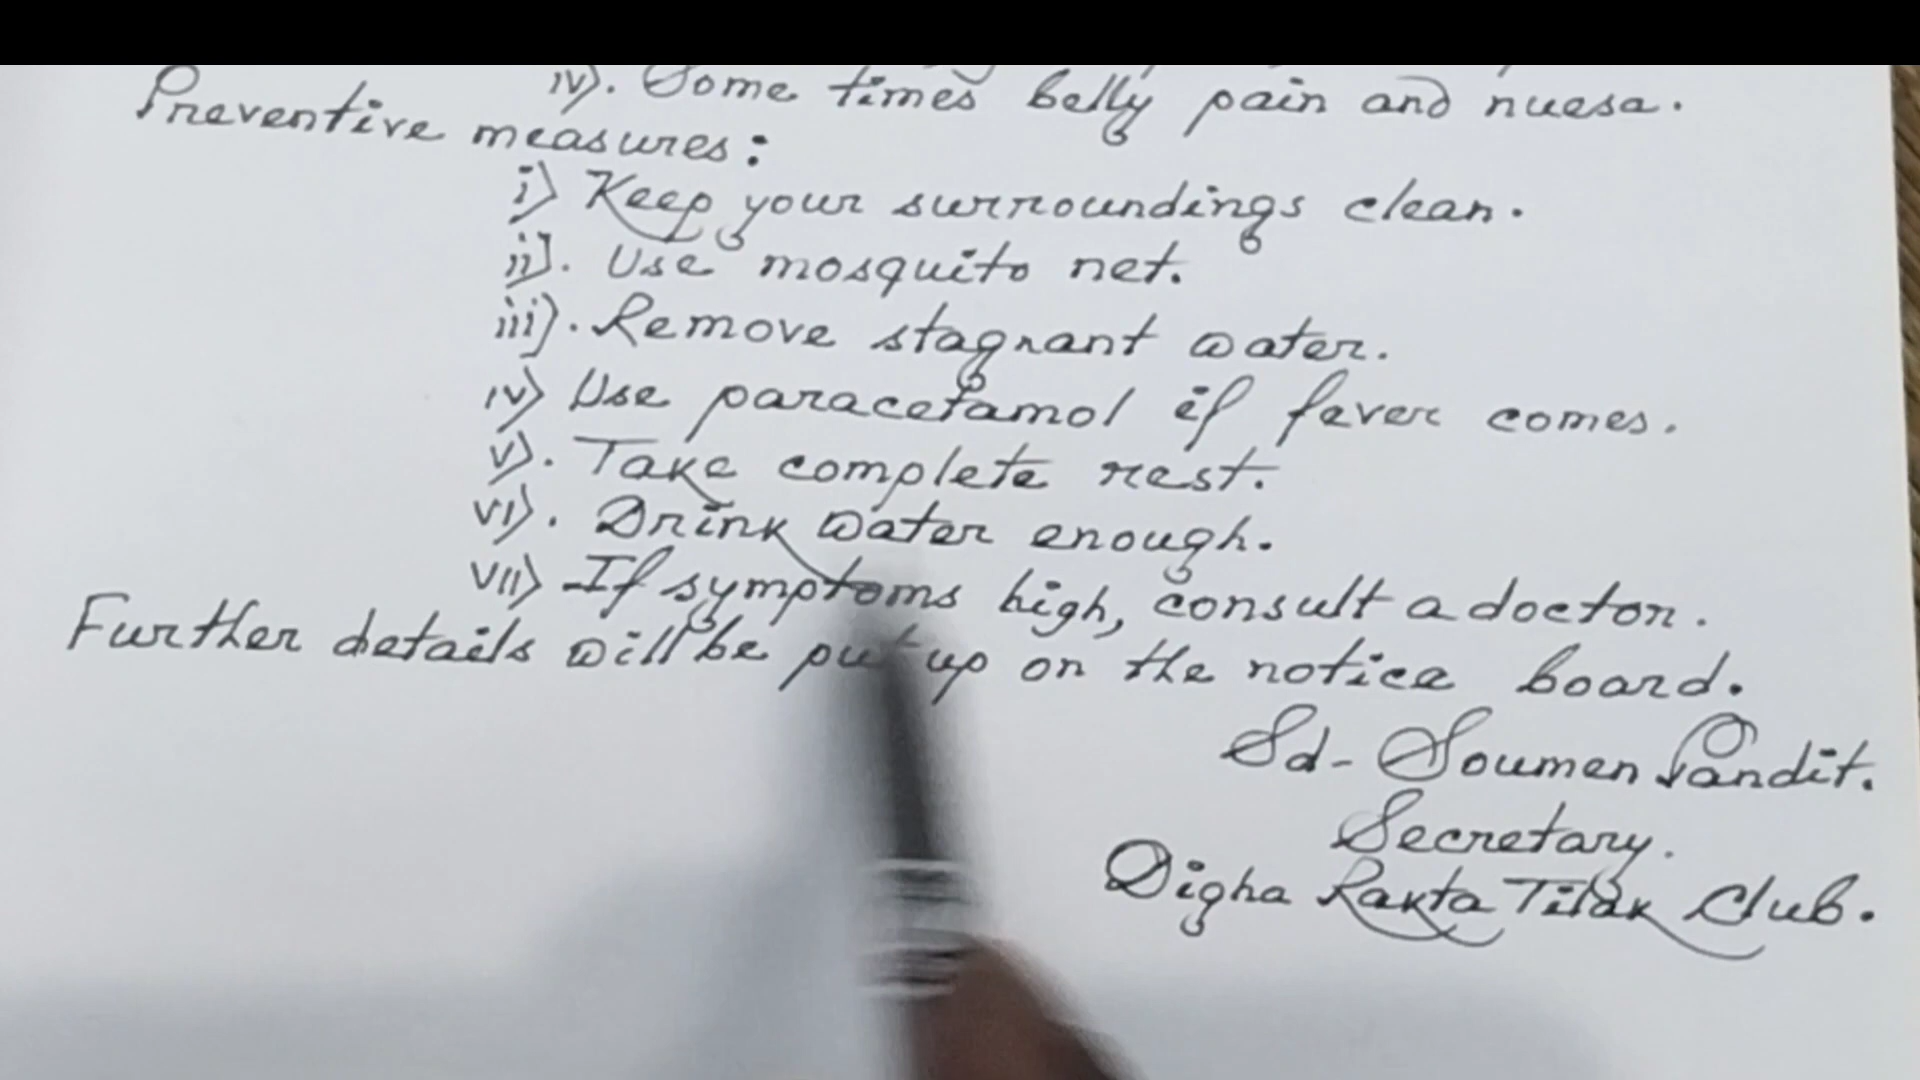 iv). Some times belly pain and nuesa.
Preventive measures:
i) Keep your surroundings clean.
ii). Use mosquito net.
iii). Remove stagnant water.
iv) Use paracetamol if fever comes.
v). Take complete rest.
vi). Drink water enough.
vii) If symptoms high, consult a doctor.
Further details will be put up on the notice board.
Sd- Soumen Pandit.
Secretary.
Digha Rakta Tilak Club.